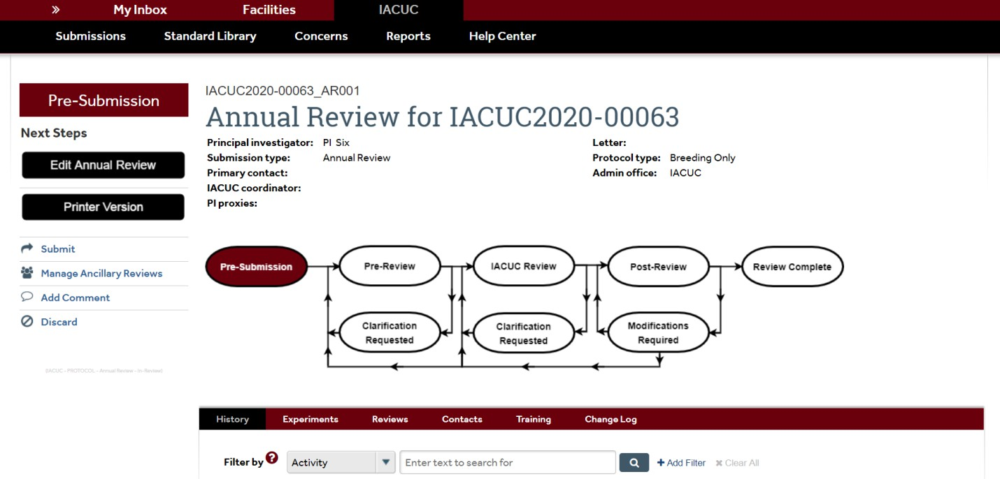 » My Inbox Facilities IACUC
Submissions Standard Library Concerns Reports Help Center
Pre-Submission
Next Steps
Edit Annual Review
Printer Version
Submit
Manage Ancillary Reviews
Add Comment
Discard
(IACUC - PROTOCOL - Annual Review - In-Review)
IACUC2020-00063_AR001
Annual Review for IACUC2020-00063
Principal investigator: PI Six
Submission type: Annual Review
Primary contact:
IACUC coordinator:
PI proxies:
Letter:
Protocol type: Breeding Only
Admin office: IACUC
Pre-Submission
Pre-Review
IACUC Review
Post-Review
Review Complete
Clarification
Requested
Clarification
Requested
Modifications
Required
History Experiments Reviews Contacts Training Change Log
Filter by ? Activity Enter text to search for + Add Filter × Clear All